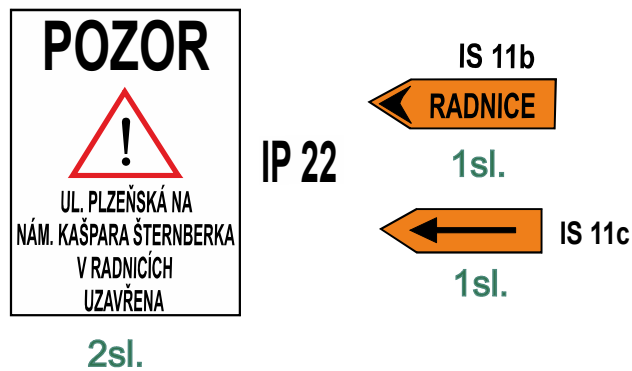 POZOR
!
UL. PLZEŇSKÁ NA
NÁM. KAŠPARA ŠTERNBERKA
V RADNICÍCH
UZAVŘENA
2sl.
IP 22
IS 11b
RADNICE
1sl.
IS 11c
1sl.